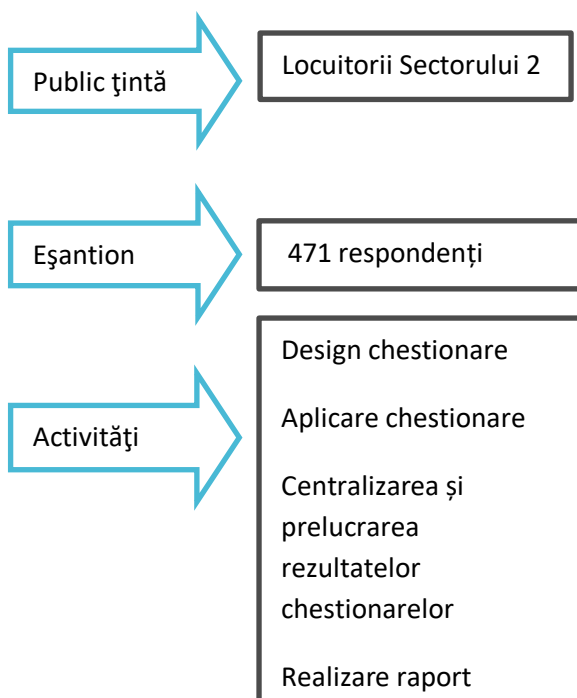 Public ţintă
Locuitorii Sectorului 2
Eşantion
471 respondenți
Activităţi
Design chestionare
Aplicare chestionare
Centralizarea și
prelucrarea
rezultatelor
chestionarelor
Realizare raport